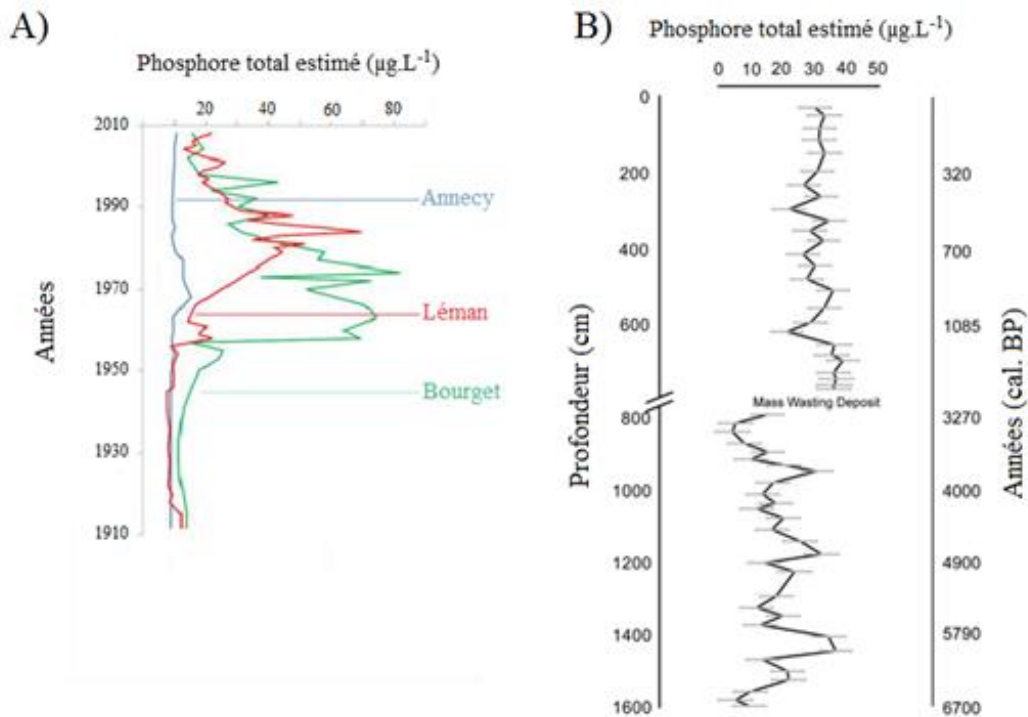 A)
Phosphore total estimé (µg.L-1)
20 40 60 80
2010
1990
1970
1950
1930
1910
Années
Annecy
Léman
Bourget
B)
Phosphore total estimé (µg.L-1)
0 10 20 30 40 50
0
200
400
600
800
1000
1200
1400
1600
Profondeur (cm)
Mass Wasting Deposit
320
700
1085
3270
4000
4900
5790
6700
Années (cal. BP)